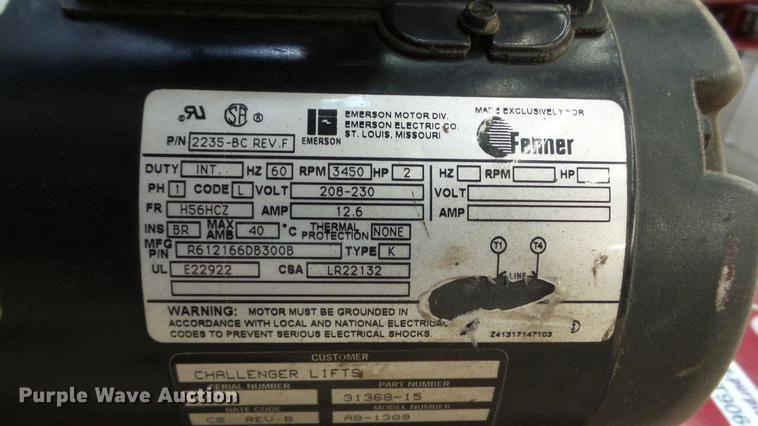 EMERSON MOTOR DIV.
EMERSON ELECTRIC CO.
ST. LOUIS, MISSOURI
EMERSON
MADE EXCLUSIVELY FOR
Fenner
P/N 2235-BC REV.F
DUTY INT. HZ 60 RPM 3450 HP 2
HZ RPM HP
PH 1 CODE L VOLT 208-230
VOLT
FR H56HCZ AMP 12.6
AMP
INS BR MAX AMB 40 °C THERMAL PROTECTION NONE
MFG P/N R612166DB300B TYPE K
UL E22922 CSA LR22132
T1 T4
LINE
WARNING: MOTOR MUST BE GROUNDED IN
ACCORDANCE WITH LOCAL AND NATIONAL ELECTRICAL
CODES TO PREVENT SERIOUS ELECTRICAL SHOCKS.
Z41317147103 D
CUSTOMER
CHALLENGER LIFTS
SERIAL NUMBER PART NUMBER
31368-15
DATE CODE MODEL NUMBER
C0 REV:B AB-1389
Purple Wave Auction